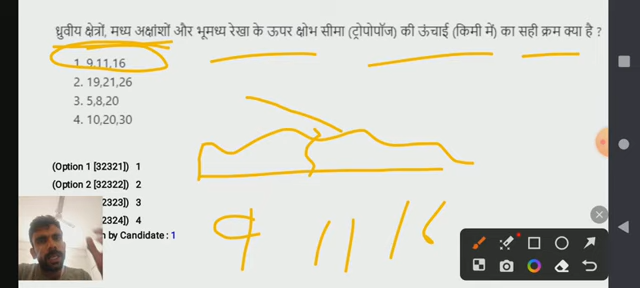 ध्रुवीय क्षेत्रों, मध्य अक्षांशों और भूमध्य रेखा के ऊपर क्षोभ सीमा (ट्रोपोपॉज) की ऊंचाई (किमी में) का सही क्रम क्या है ?
1. 9,11,16
2. 19,21,26
3. 5,8,20
4. 10,20,30
(Option 1 [32321]) 1
(Option 2 [32322]) 2
2323]) 3
2324]) 4
by Candidate : 1
9 11 16